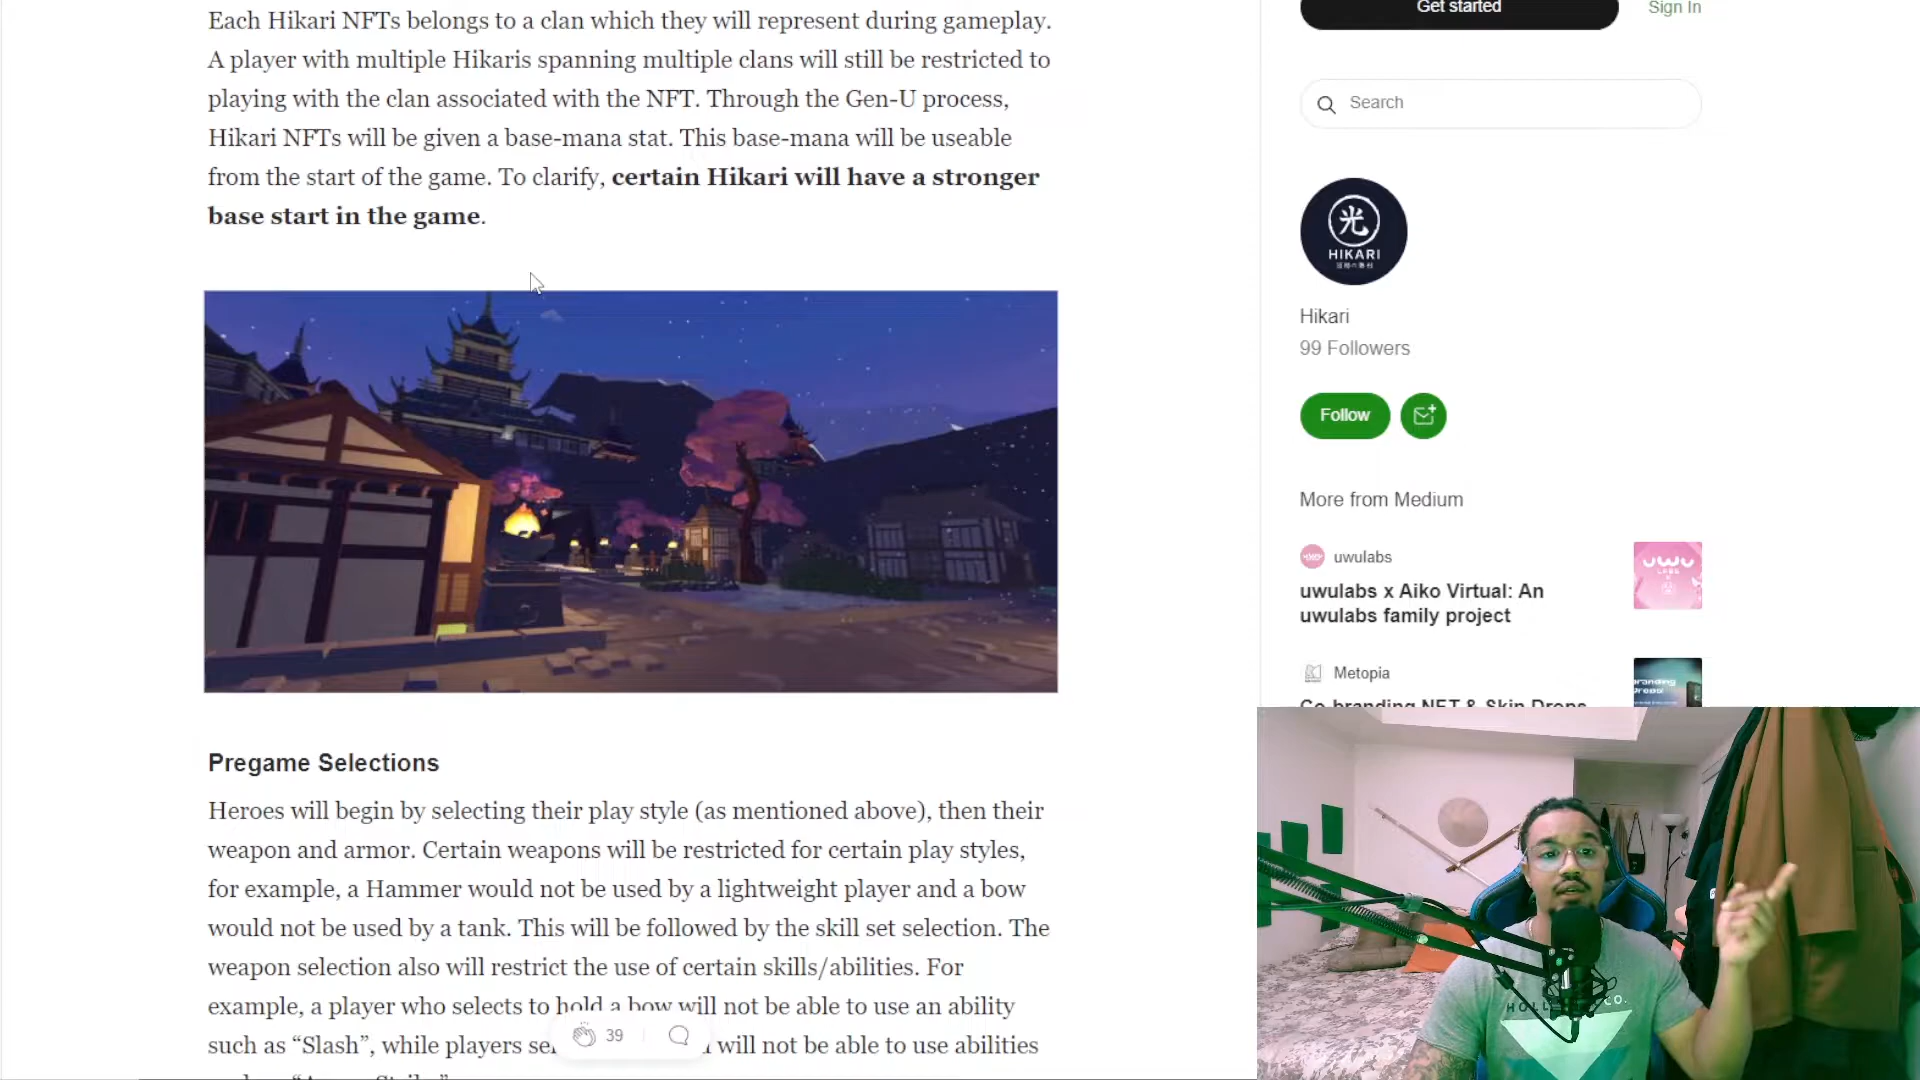 Each Hikari NFTs belongs to a clan which they will represent during gameplay.
A player with multiple Hikaris spanning multiple clans will still be restricted to
playing with the clan associated with the NFT. Through the Gen-U process,
Hikari NFTs will be given a base-mana stat. This base-mana will be useable
from the start of the game. To clarify, certain Hikari will have a stronger
base start in the game.
Pregame Selections
Heroes will begin by selecting their play style (as mentioned above), then their
weapon and armor. Certain weapons will be restricted for certain play styles,
for example, a Hammer would not be used by a lightweight player and a bow
would not be used by a tank. This will be followed by the skill set selection. The
weapon selection also will restrict the use of certain skills/abilities. For
example, a player who selects to hold a bow will not be able to use an ability
such as “Slash”, while players will not be able to use abilities
39
Get started
Sign In
Search
光
HIKARI
Hikari
99 Followers
Follow
More from Medium
uwulabs
uwulabs x Aiko Virtual: An
uwulabs family project
UWU
LABS
Metopia
Co-branding NFT & Skin Drops